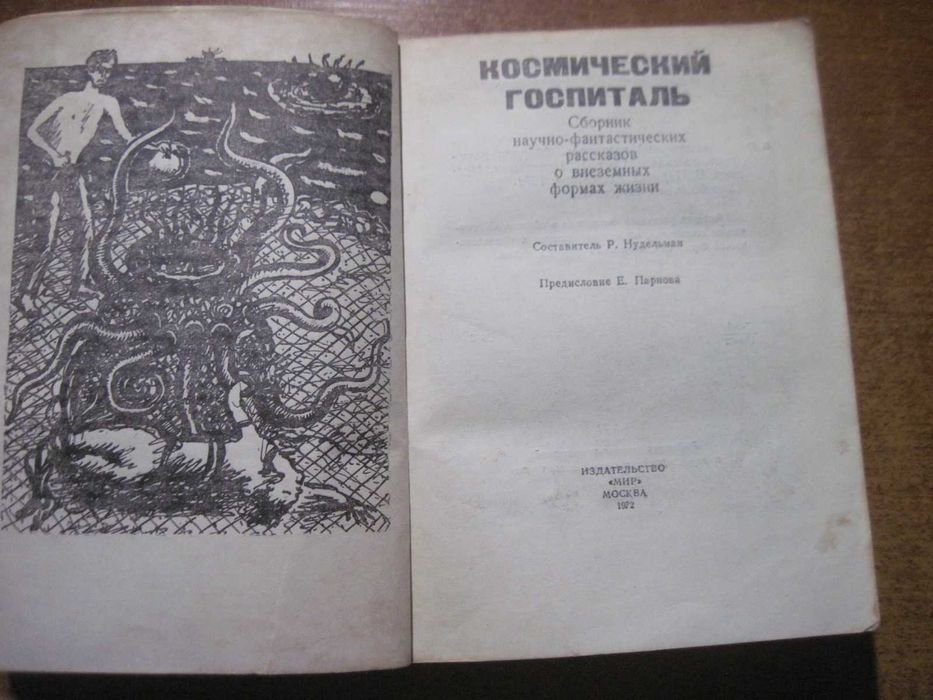 КОСМИЧЕСКИЙ
ГОСПИТАЛЬ
Сборник
научно-фантастических
рассказов
о внеземных
формах жизни
Составитель Р. Нудельман
Предисловие Е. Парнова
ИЗДАТЕЛЬСТВО
«МИР»
МОСКВА
1972